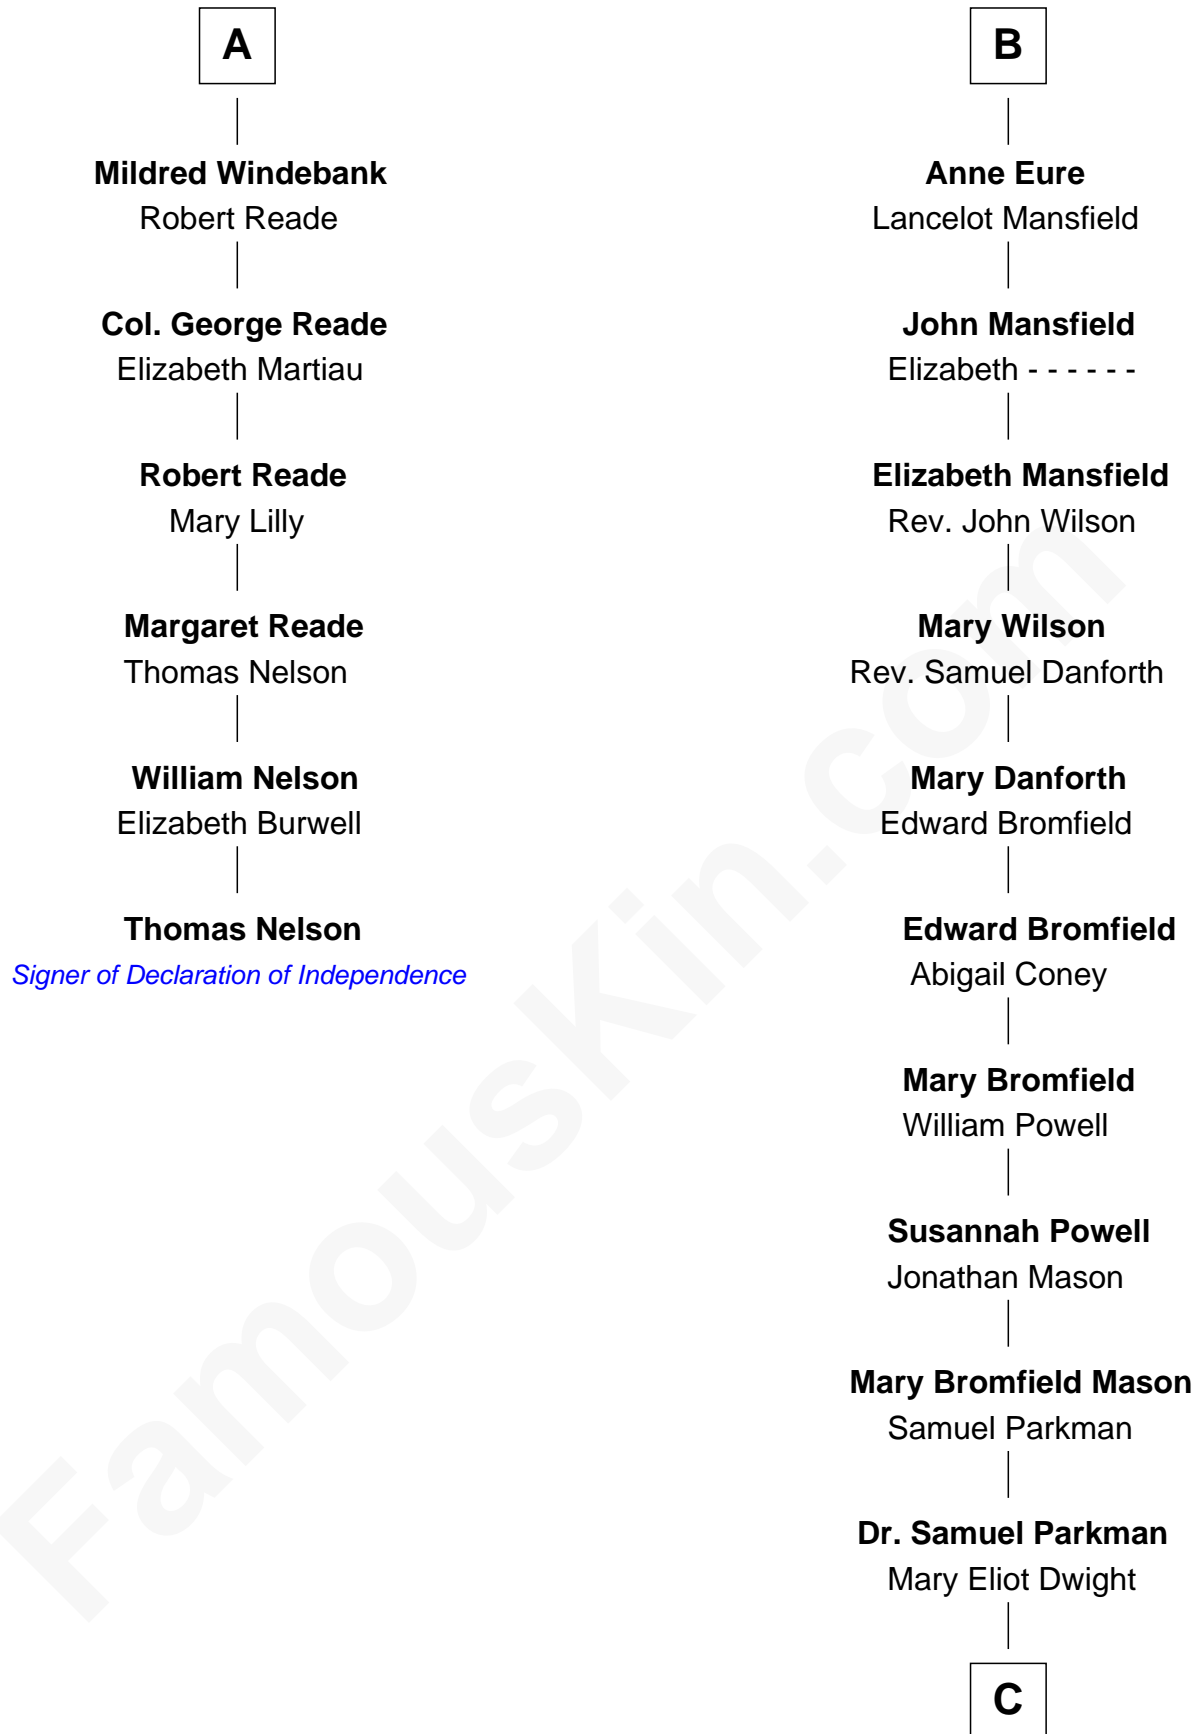 A
Mildred Windebank
Robert Reade
Col. George Reade
Elizabeth Martiau
Robert Reade
Mary Lilly
Margaret Reade
Thomas Nelson
William Nelson
Elizabeth Burwell
Thomas Nelson
Signer of Declaration of Independence
B
Anne Eure
Lancelot Mansfield
John Mansfield
Elizabeth - - - - - -
Elizabeth Mansfield
Rev. John Wilson
Mary Wilson
Rev. Samuel Danforth
Mary Danforth
Edward Bromfield
Edward Bromfield
Abigail Coney
Mary Bromfield
William Powell
Susannah Powell
Jonathan Mason
Mary Bromfield Mason
Samuel Parkman
Dr. Samuel Parkman
Mary Eliot Dwight
C
FamousKin.com